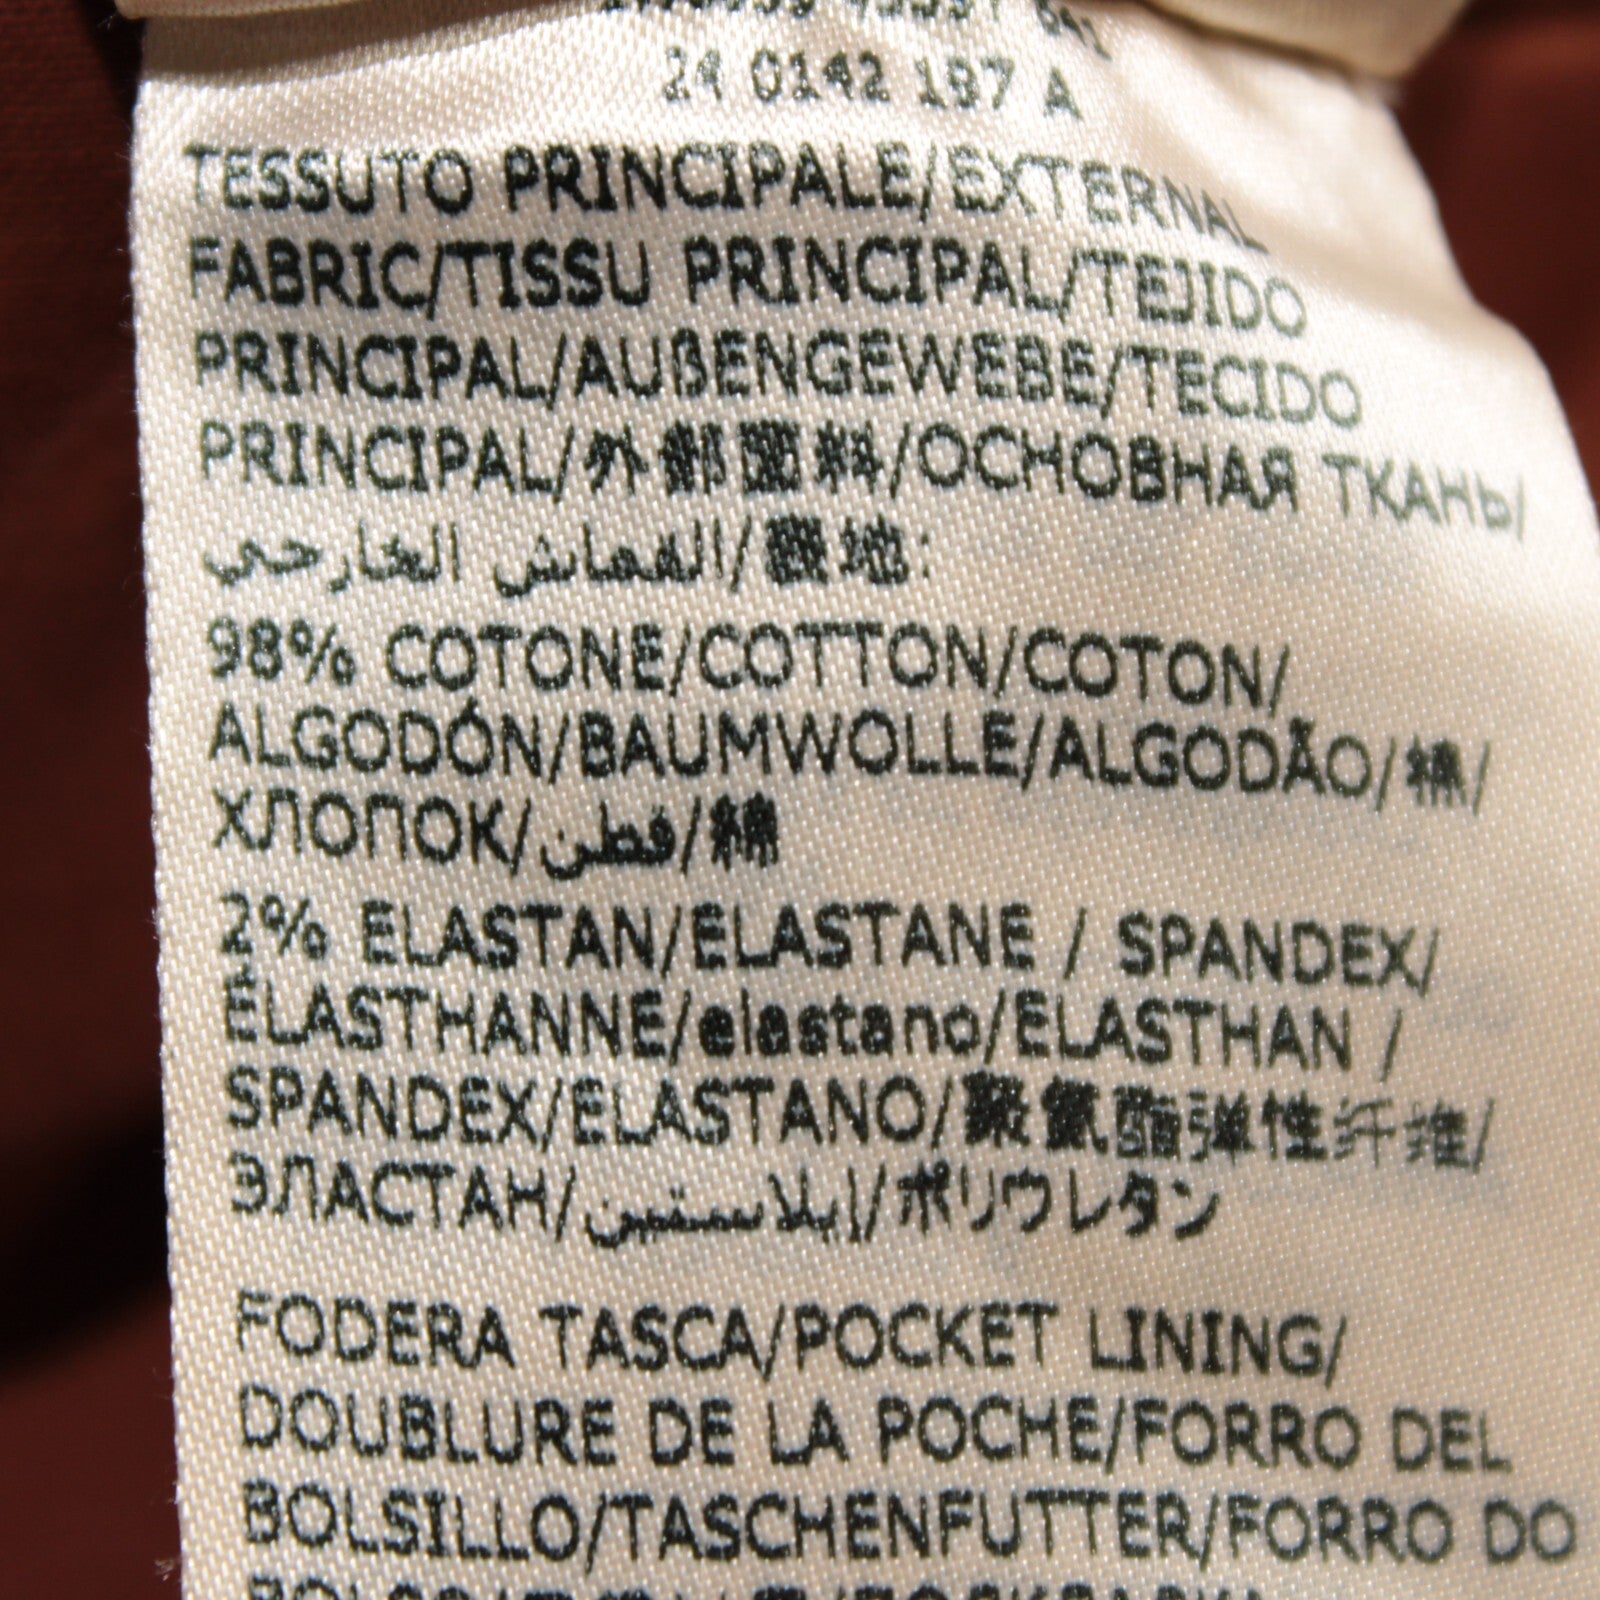 24 0142 197 A
TESSUTO PRINCIPALE/EXTERNAL
FABRIC/TISSU PRINCIPAL/TEJIDO
PRINCIPAL/AUßENGEWEBE/TECIDO
PRINCIPAL/外部面料/ОСНОВНАЯ ТКАНЬ/
القماش الخارجي/表地:
98% COTONE/COTTON/COTON/
ALGODÓN/BAUMWOLLE/ALGODÃO/棉/
ХЛОПОК/قطن/綿
2% ELASTAN/ELASTANE / SPANDEX/
ÉLASTHANNE/elastano/ELASTHAN /
SPANDEX/ELASTANO/聚氨酯弹性纤维/
ЭЛАСТАН/إيلاستين/ポリウレタン
FODERA TASCA/POCKET LINING/
DOUBLURE DE LA POCHE/FORRO DEL
BOLSILLO/TASCHENFUTTER/FORRO DO